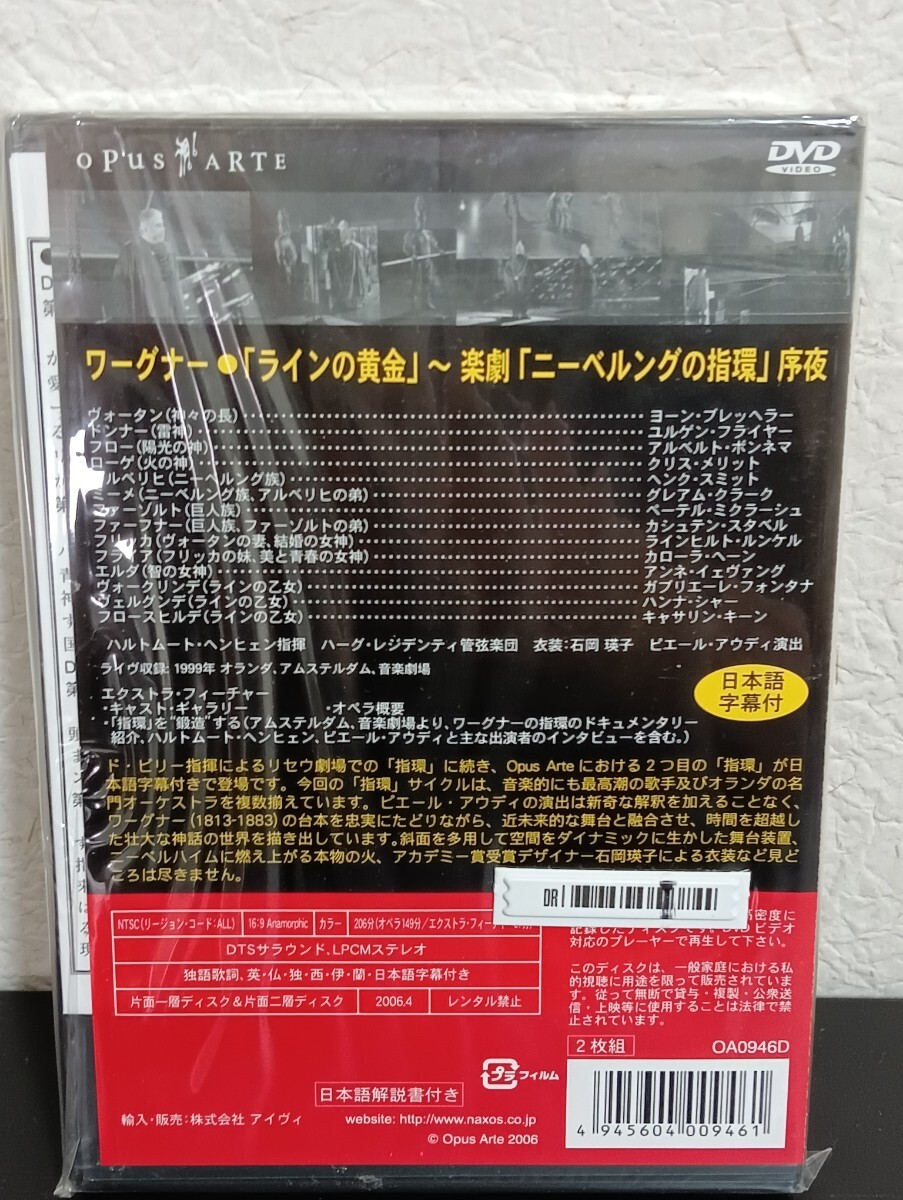 OPUS ARTE
DVD
VIDEO
ワーグナー●「ラインの黄金」~ 楽劇「ニーベルングの指環」序夜
ヴォータン(神々の長)……ヨーン・ブレッヘラー
ドンナー(雷神)……ユルゲン・フライヤー
フロー(陽光の神)……アルベルト・ボンネマ
ローゲ(火の神)……クリス・メリット
アルベリヒ(ニーベルング族)……ヘンク・スミット
ミーメ(ニーベルング族、アルベリヒの弟)……グレアム・クラーク
ファーゾルト(巨人族)……ペーテル・ミクラーシュ
ファーフナー(巨人族、ファーゾルトの弟)……カシュテン・スタベル
フリッカ(ヴォータンの妻、結婚の女神)……ラインヒルト・ルンケル
フライア(フリッカの妹、美と青春の女神)……カローラ・ヘーン
エルダ(智の女神)……アンネ・イェヴァング
ヴォークリンデ(ラインの乙女)……ガブリエーレ・フォンタナ
ヴェルグンデ(ラインの乙女)……ハンナ・シャー
フロースヒルデ(ラインの乙女)……キャサリン・キーン
ハルトムート・ヘンヒェン指揮 ハーグ・レジデンティ管弦楽団 衣装:石岡 瑛子 ピエール・アウディ演出
ライヴ収録: 1999年 オランダ、アムステルダム、音楽劇場
エクストラ・フィーチャー
・キャスト・ギャラリー ・オペラ概要
・「指環」を"鍛造"する(アムステルダム、音楽劇場より、ワーグナーの指環のドキュメンタリー
紹介、ハルトムート・ヘンヒェン、ピエール・アウディと主な出演者のインタビューを含む。)
日本語
字幕付
ド・ビリー指揮によるリセウ劇場での「指環」に続き、Opus Arteにおける2つ目の「指環」が日
本語字幕付きで登場です。今回の「指環」サイクルは、音楽的にも最高潮の歌手及びオランダの名
門オーケストラを複数揃えています。ピエール・アウディの演出は新奇な解釈を加えることなく、
ワーグナー(1813-1883)の台本を忠実にたどりながら、近未来的な舞台と融合させ、時間を超越し
た壮大な神話の世界を描き出しています。斜面を多用して空間をダイナミックに生かした舞台装置、
ニーベルハイムに燃え上がる本物の火、アカデミー賞受賞デザイナー石岡瑛子による衣装など見ど
ころは尽きません。
DR
NTSC(リージョン・コード:ALL) 16:9 Anamorphic カラー 206分(オペラ149分/エクストラ・フィー
DTSサラウンド、LPCMステレオ
独語歌詞、英・仏・独・西・伊・蘭・日本語字幕付き
片面一層ディスク&片面二層ディスク 2006.4 レンタル禁止
高密度に
記録したディスクです。DVDビデオ
対応のプレーヤーで再生して下さい。
このディスクは、一般家庭における私
的視聴に用途を限って販売されていま
す。従って無断で貸与・複製・公衆送
信・上映等に使用することは法律で禁
止されています。
2枚組 OA0946D
プラ フィルム
日本語解説書付き
輸入・販売:株式会社 アイヴィ website: http://www.naxos.co.jp
© Opus Arte 2006
4 945604 009461